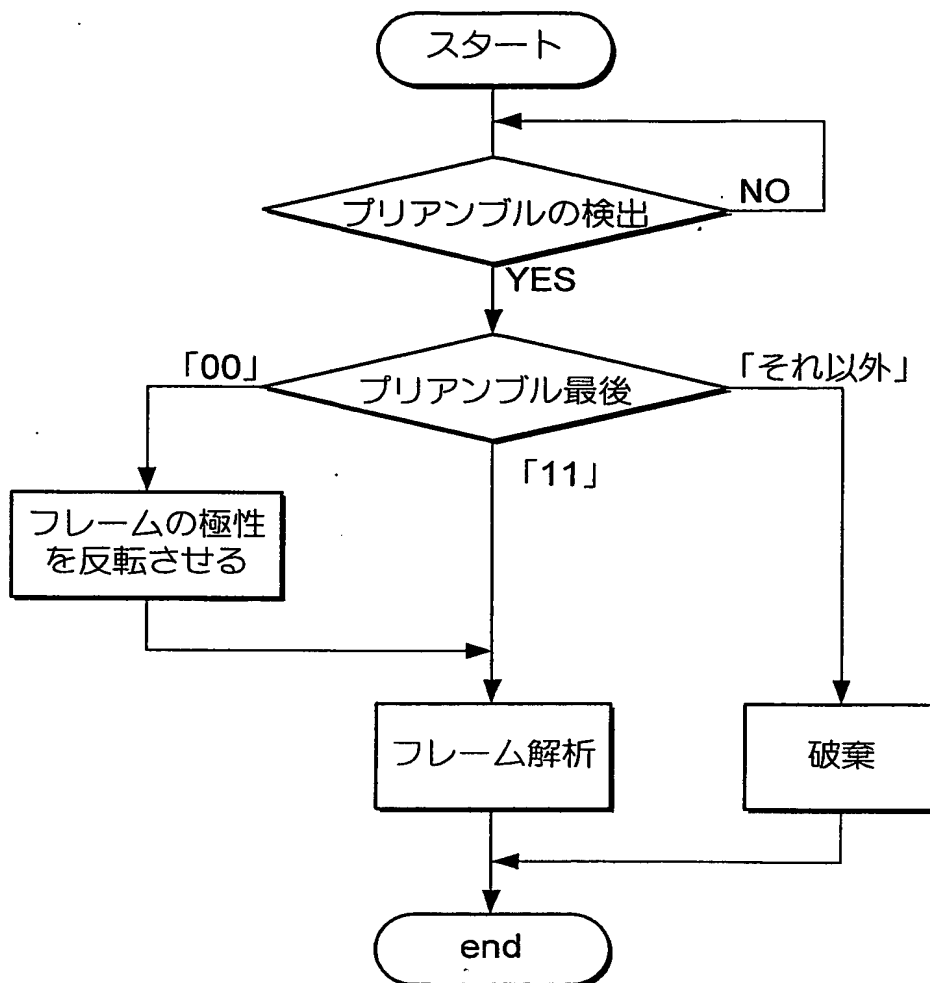 スタート
プリアンブルの検出
NO
YES
プリアンブル最後
「00」
「それ以外」
「11」
フレームの極性
を反転させる
フレーム解析
破棄
end